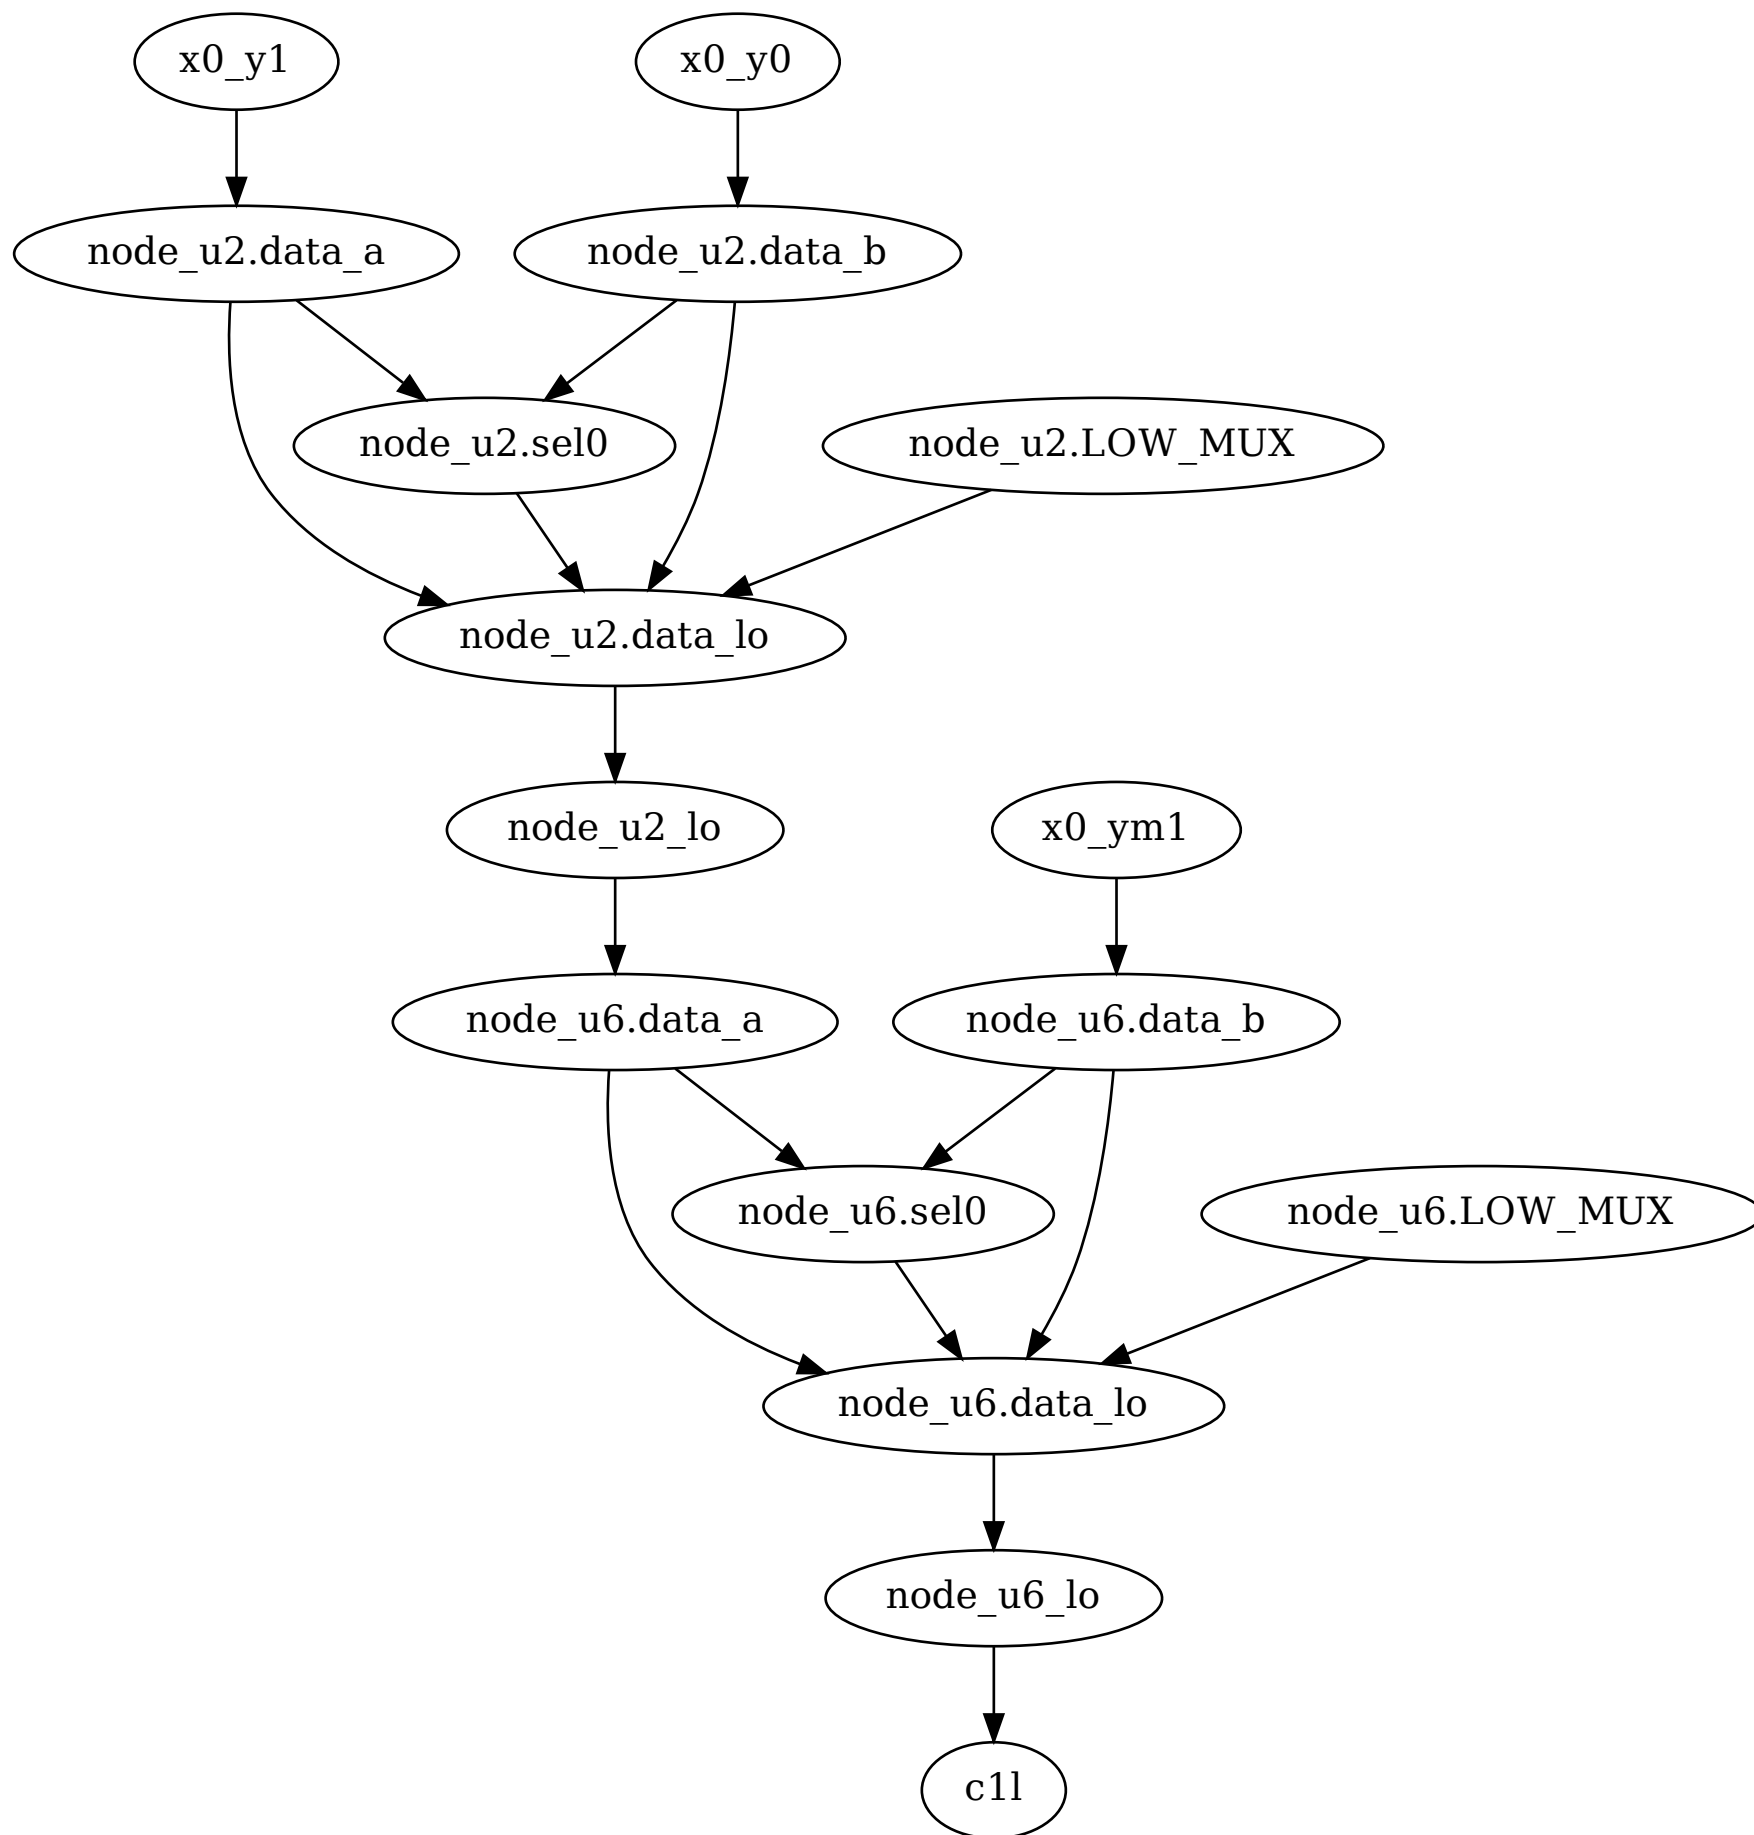 x0_y1
x0_y0
node_u2.data_a
node_u2.data_b
node_u2.sel0
node_u2.LOW_MUX
node_u2.data_lo
node_u2_lo
x0_ym1
node_u6.data_a
node_u6.data_b
node_u6.sel0
node_u6.LOW_MUX
node_u6.data_lo
node_u6_lo
c1l